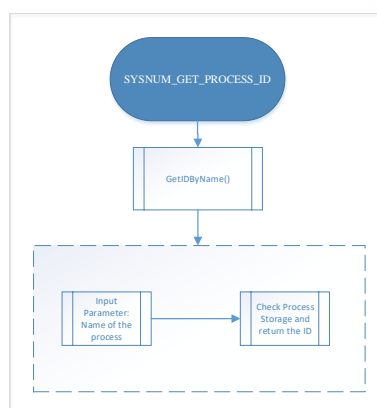 SYSNUM_GET_PROCESS_ID
GetIDByName()
Input
Parameter:
Name of the
process
Check Process
Storage and
return the ID